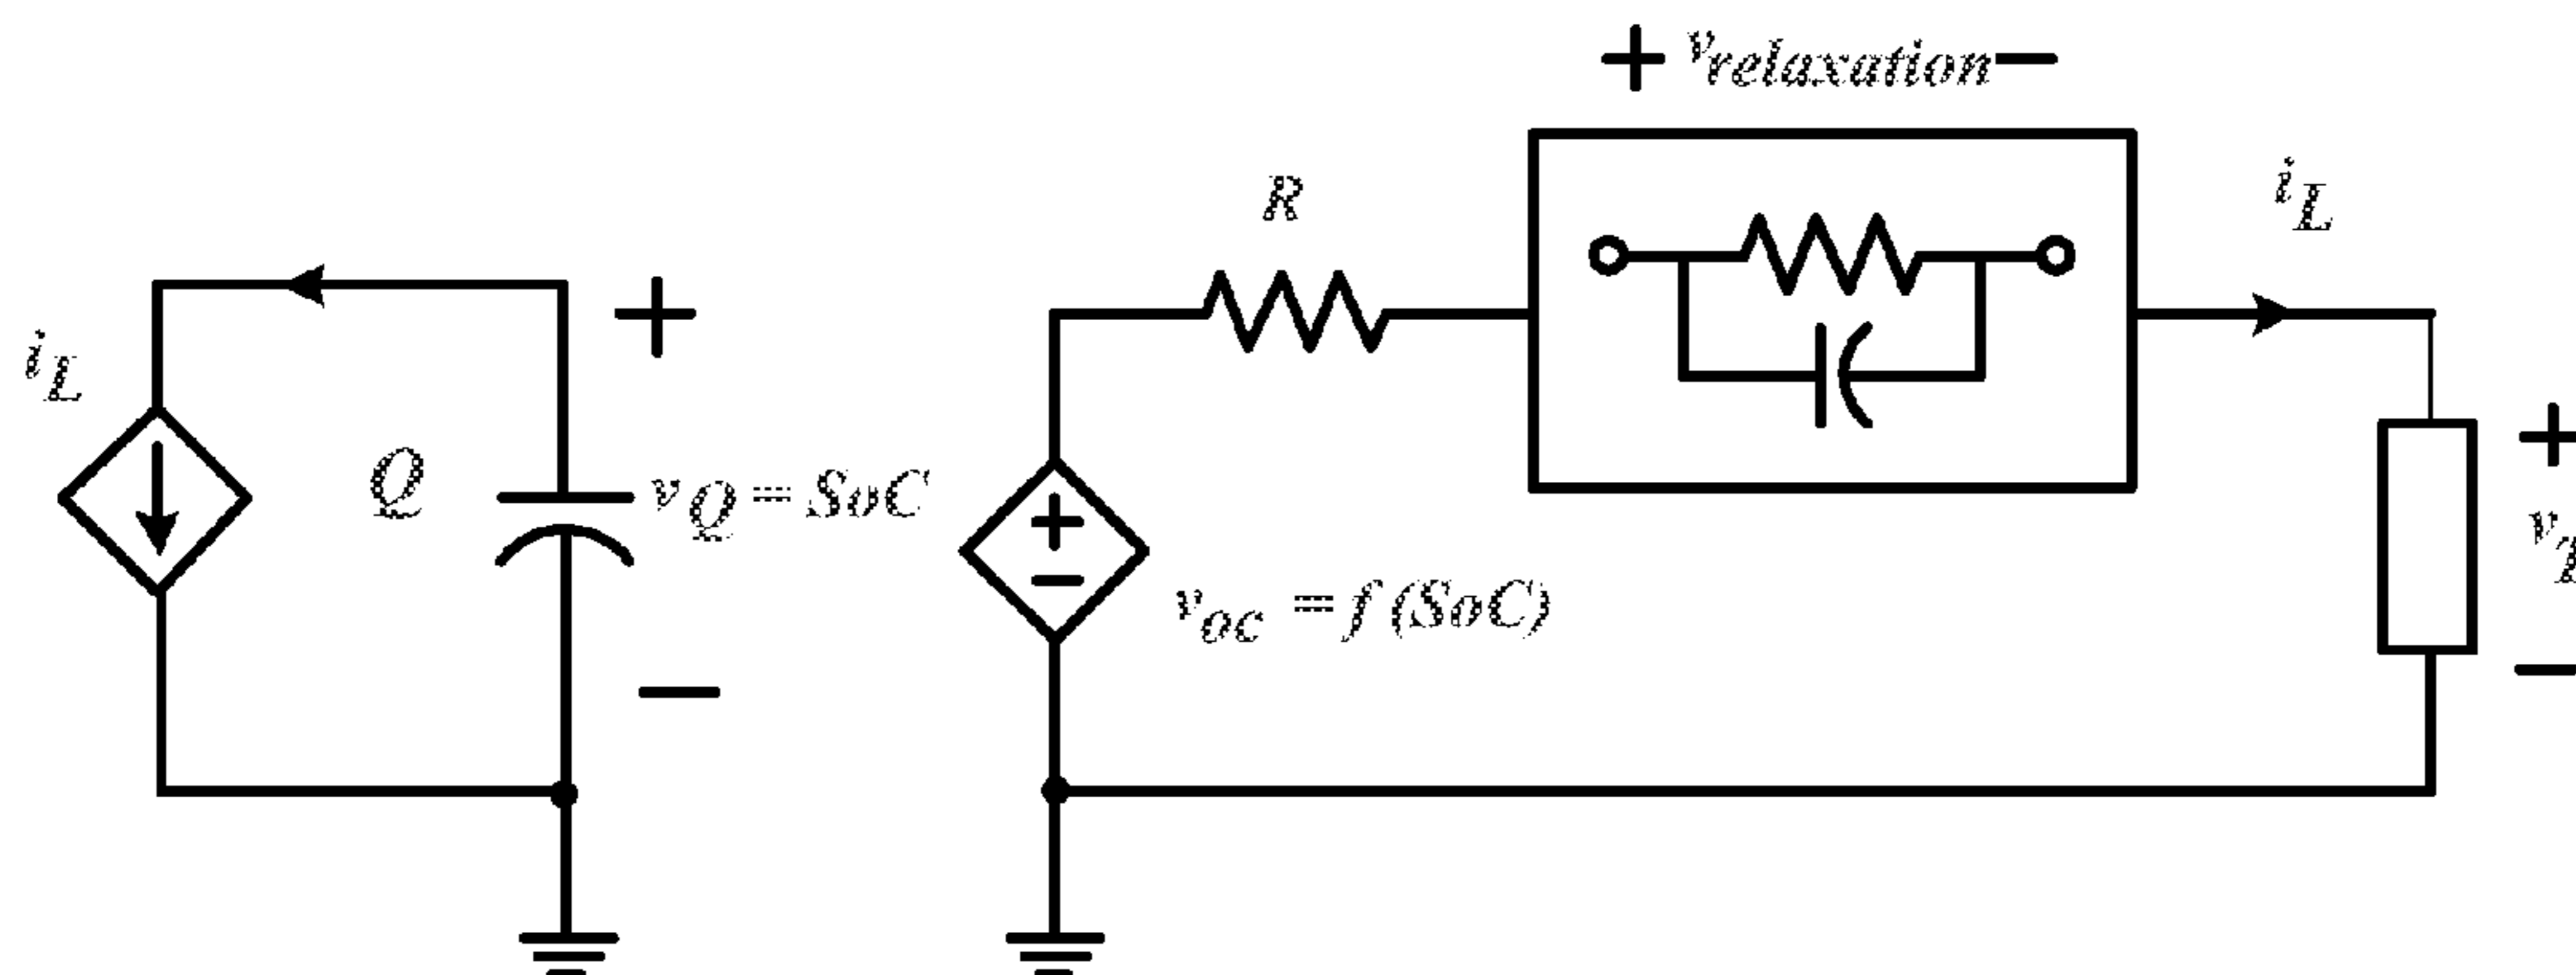 + v_relaxation −
R
i_L
i_L
+
Q
v_Q = SoC
−
+
−
v_oc = f (SoC)
+
−